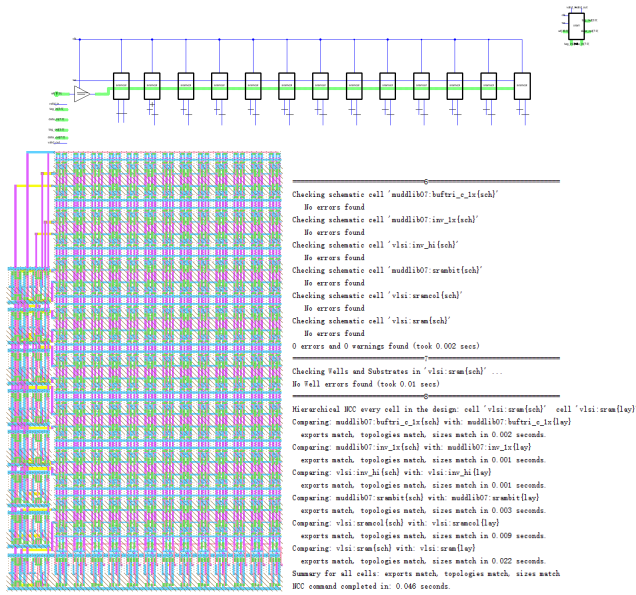 6
Checking schematic cell 'muddlib07:buftri_c_1x{sch}'
No errors found
Checking schematic cell 'muddlib07:inv_1x{sch}'
No errors found
Checking schematic cell 'vlsi:inv_hi{sch}'
No errors found
Checking schematic cell 'muddlib07:srambit{sch}'
No errors found
Checking schematic cell 'vlsi:sramcol{sch}'
No errors found
Checking schematic cell 'vlsi:sram{sch}'
No errors found
0 errors and 0 warnings found (took 0.002 secs)
7
Checking Wells and Substrates in 'vlsi:sram{sch}' ...
No Well errors found (took 0.01 secs)
8
Hierarchical NCC every cell in the design: cell 'vlsi:sram{sch}' cell 'vlsi:sram{lay}
Comparing: muddlib07:buftri_c_1x{sch} with: muddlib07:buftri_c_1x{lay}
exports match, topologies match, sizes match in 0.002 seconds.
Comparing: muddlib07:inv_1x{sch} with: muddlib07:inv_1x{lay}
exports match, topologies match, sizes match in 0.001 seconds.
Comparing: vlsi:inv_hi{sch} with: vlsi:inv_hi{lay}
exports match, topologies match, sizes match in 0.001 seconds.
Comparing: muddlib07:srambit{sch} with: muddlib07:srambit{lay}
exports match, topologies match, sizes match in 0.003 seconds.
Comparing: vlsi:sramcol{sch} with: vlsi:sramcol{lay}
exports match, topologies match, sizes match in 0.009 seconds.
Comparing: vlsi:sram{sch} with: vlsi:sram{lay}
exports match, topologies match, sizes match in 0.022 seconds.
Summary for all cells: exports match, topologies match, sizes match
NCC command completed in: 0.046 seconds.